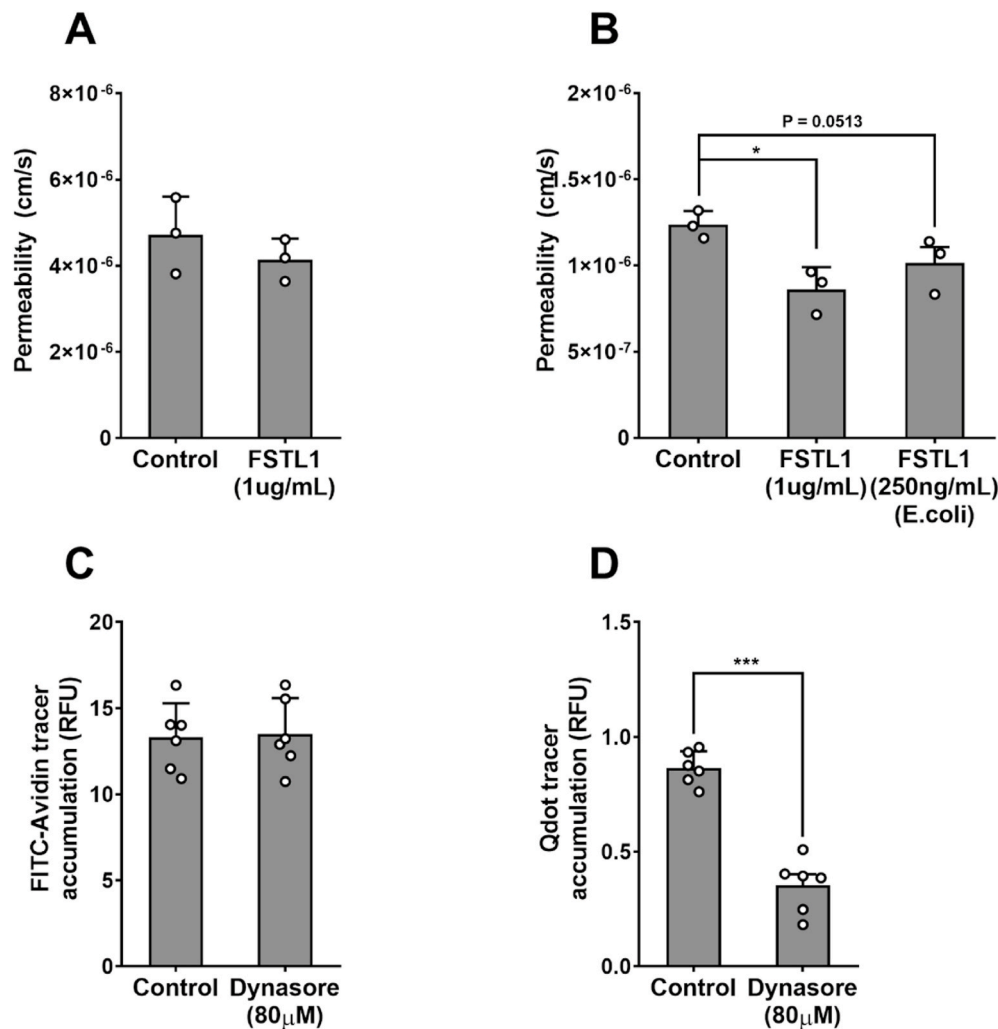 A
Permeability (cm/s)
8×10⁻⁶
6×10⁻⁶
4×10⁻⁶
2×10⁻⁶
0
Control
FSTL1
(1ug/mL)
B
Permeability (cm/s)
2×10⁻⁶
1.5×10⁻⁶
1×10⁻⁶
5×10⁻⁷
0
P = 0.0513
*
Control
FSTL1
(1ug/mL)
FSTL1
(250ng/mL)
(E.coli)
C
FITC-Avidin tracer
accumulation (RFU)
20
15
10
5
0
Control
Dynasore
(80μM)
D
Qdot tracer
accumulation (RFU)
1.5
1.0
0.5
0.0
***
Control
Dynasore
(80μM)